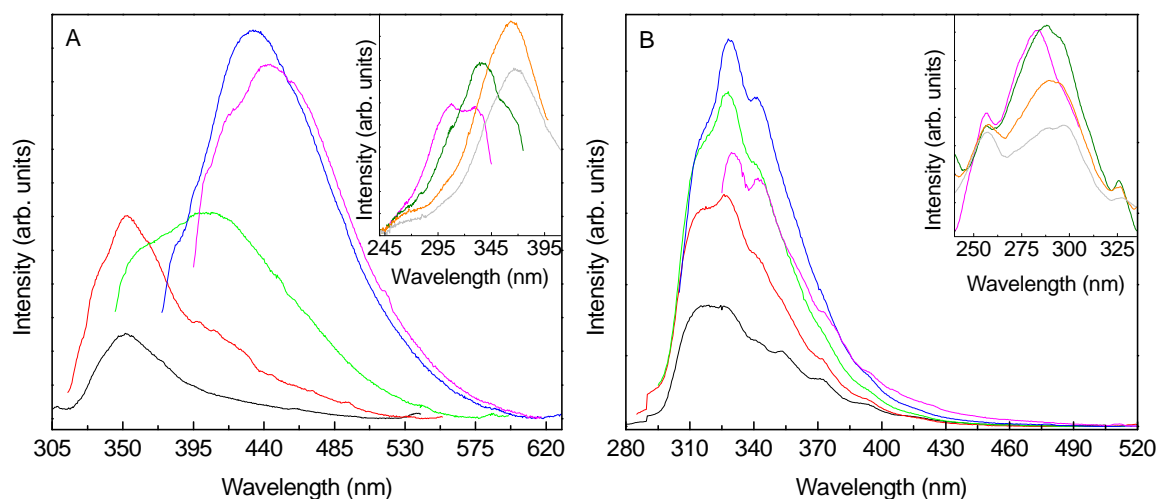 A
Intensity (arb. units)
305 350 395 440 485 530 575 620
Wavelength (nm)
Intensity (arb. units)
245 295 345 395
Wavelength (nm)
B
Intensity (arb. units)
280 310 340 370 400 430 460 490 520
Wavelength (nm)
Intensity (arb. units)
250 275 300 325
Wavelength (nm)